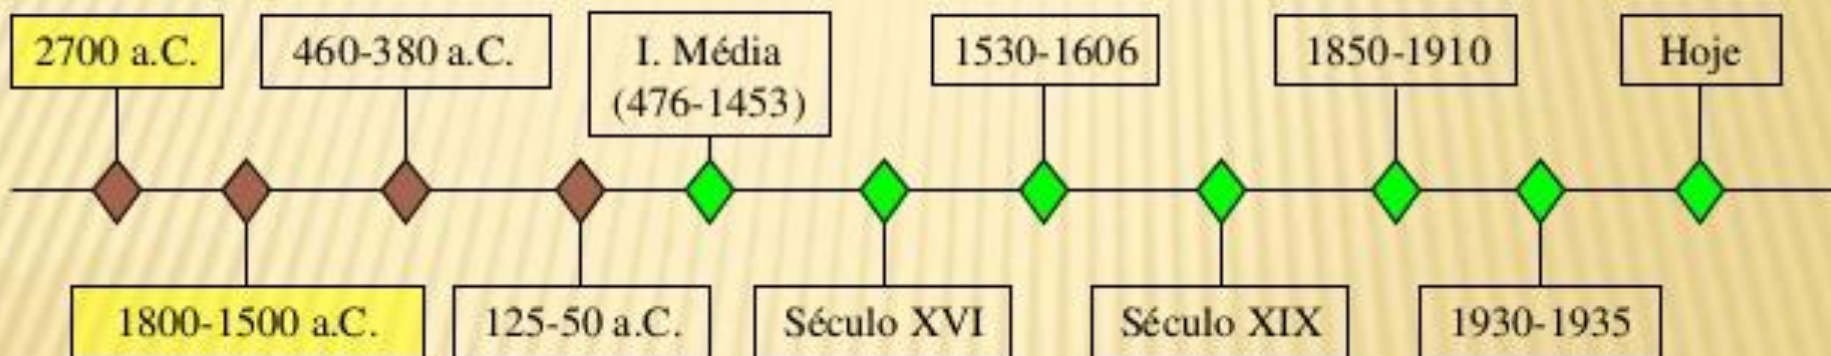 2700 a.C.
460-380 a.C.
I. Média
(476-1453)
1530-1606
1850-1910
Hoje
1800-1500 a.C.
125-50 a.C.
Século XVI
Século XIX
1930-1935